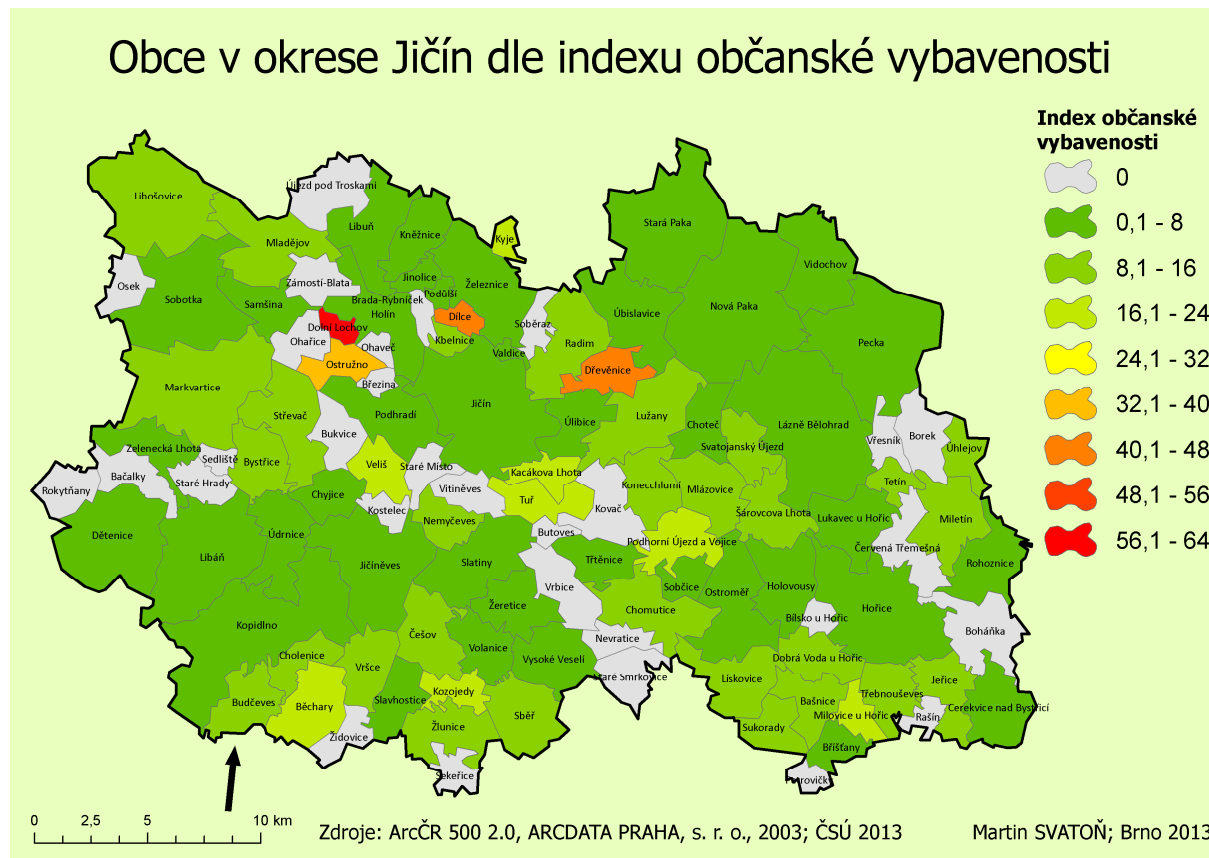 Obce v okrese Jičín dle indexu občanské vybavenosti
Index občanské
vybavenosti
0
0,1 - 8
8,1 - 16
16,1 - 24
24,1 - 32
32,1 - 40
40,1 - 48
48,1 - 56
56,1 - 64
Újezd pod Troskami
Libošovice
Stará Paka
Libuň
Kněžnice
Kyje
Mladějov
Vidochov
Jinolice
Zámostí-Blata
Železnice
Osek
Podůlší
Sobotka
Brada-Rybníček
Samšina
Nová Paka
Holín
Dílce
Úbislavice
Soběraz
Dolní Lochov
Kbelnice
Ohařice
Ohaveč
Radim
Pecka
Valdice
Ostružno
Dřevěnice
Březina
Markvartice
Jičín
Střevač
Podhradí
Lužany
Úlibice
Choteč
Lázně Bělohrad
Bukvice
Vřesník
Borek
Svatojanský Újezd
Úhlejov
Zelenecká Lhota
Sedliště
Bystřice
Veliš
Staré Místo
Kacákova Lhota
Bačalky
Staré Hrady
Rokytňany
Vitiněves
Konecchlumí
Mlázovice
Tetín
Chyjice
Tuř
Kostelec
Kovač
Šárovcova Lhota
Lukavec u Hořic
Miletín
Nemyčeves
Dětenice
Údrnice
Butoves
Podhorní Újezd a Vojice
Červená Třemešná
Libáň
Jičíněves
Slatiny
Třtěnice
Rohoznice
Vrbice
Sobčice
Ostroměř
Holovousy
Žeretice
Chomutice
Hořice
Bílsko u Hořic
Kopidlno
Češov
Nevratice
Boháňka
Volanice
Cholenice
Vysoké Veselí
Dobrá Voda u Hořic
Vršce
Staré Smrkovice
Lískovice
Jeřice
Kozojedy
Třebnouševes
Budčeves
Slavhostice
Bašnice
Běchary
Cerekvice nad Bystřicí
Sběř
Milovice u Hořic
Rašín
Žlunice
Sukorady
Židovice
Bříšťany
Sekeřice
Petrovičky
0 2,5 5 10 km
Zdroje: ArcČR 500 2.0, ARCDATA PRAHA, s. r. o., 2003; ČSÚ 2013
Martin SVATOŇ; Brno 2013